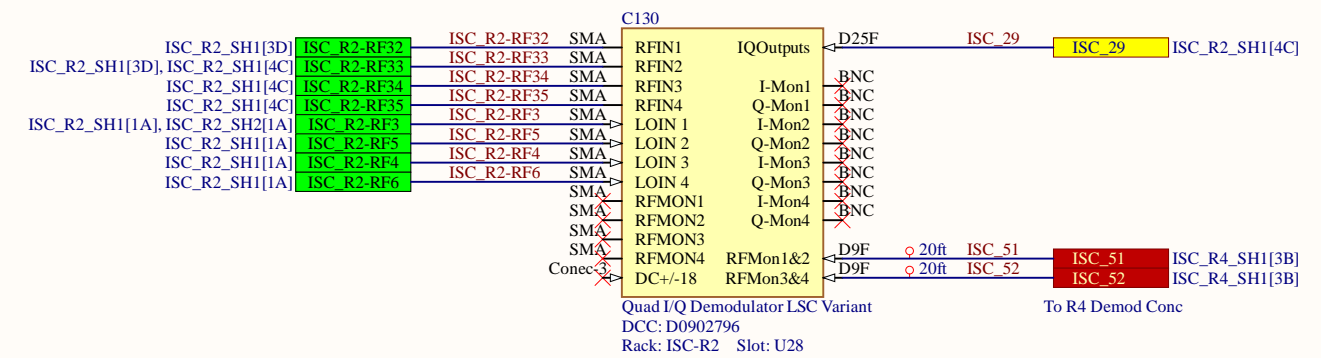 C130
ISC_R2_SH1[3D] ISC_R2-RF32 ISC_R2-RF32 SMA RFIN1 IQOutputs D25F ISC_29 ISC_29 ISC_R2_SH1[4C]
ISC_R2_SH1[3D], ISC_R2_SH1[4C] ISC_R2-RF33 ISC_R2-RF33 SMA RFIN2
ISC_R2_SH1[4C] ISC_R2-RF34 ISC_R2-RF34 SMA RFIN3 I-Mon1 BNC
ISC_R2_SH1[4C] ISC_R2-RF35 ISC_R2-RF35 SMA RFIN4 Q-Mon1 BNC
ISC_R2_SH1[1A], ISC_R2_SH2[1A] ISC_R2-RF3 ISC_R2-RF3 SMA LOIN 1 I-Mon2 BNC
ISC_R2_SH1[1A] ISC_R2-RF5 ISC_R2-RF5 SMA LOIN 2 Q-Mon2 BNC
ISC_R2_SH1[1A] ISC_R2-RF4 ISC_R2-RF4 SMA LOIN 3 I-Mon3 BNC
ISC_R2_SH1[1A] ISC_R2-RF6 ISC_R2-RF6 SMA LOIN 4 Q-Mon3 BNC
SMA RFMON1 I-Mon4 BNC
SMA RFMON2 Q-Mon4 BNC
SMA RFMON3
SMA RFMON4 RFMon1&2 D9F 20ft ISC_51 ISC_51 ISC_R4_SH1[3B]
Conec-3 DC+/-18 RFMon3&4 D9F 20ft ISC_52 ISC_52 ISC_R4_SH1[3B]
Quad I/Q Demodulator LSC Variant To R4 Demod Conc
DCC: D0902796
Rack: ISC-R2 Slot: U28